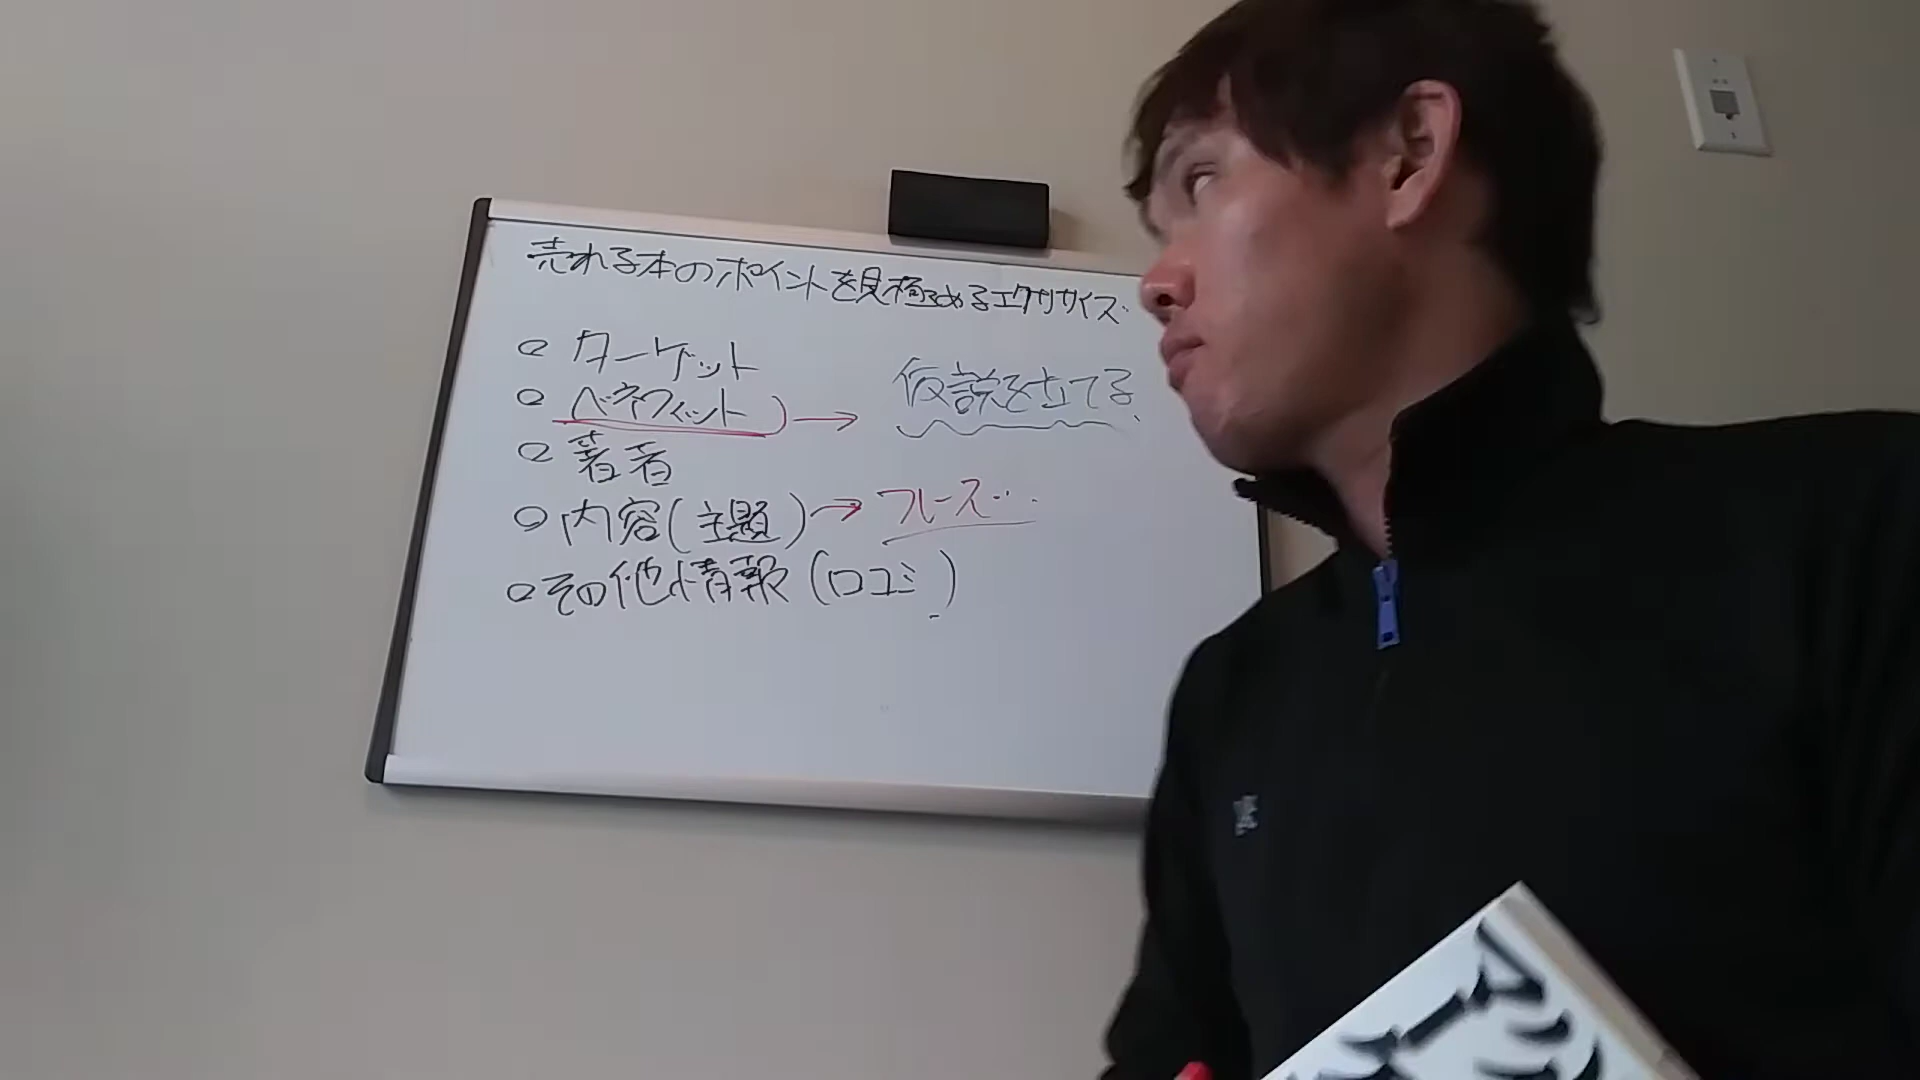 売れる本のポイントを見極めるエクササイズ
○ ターゲット
○ ベネフィット) → 仮説を立てる
○ 著者
○ 内容(主題) → フレーズ…
○ その他情報(口コミ)